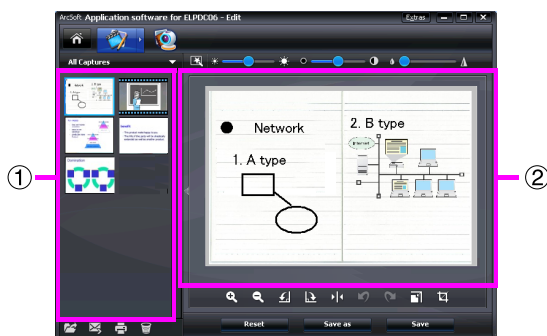 ArcSoft Application software for ELPDC06 - Edit
Extras
All Captures
Network
1. A type
2. B type
Internet
Reset
Save as
Save
①
②